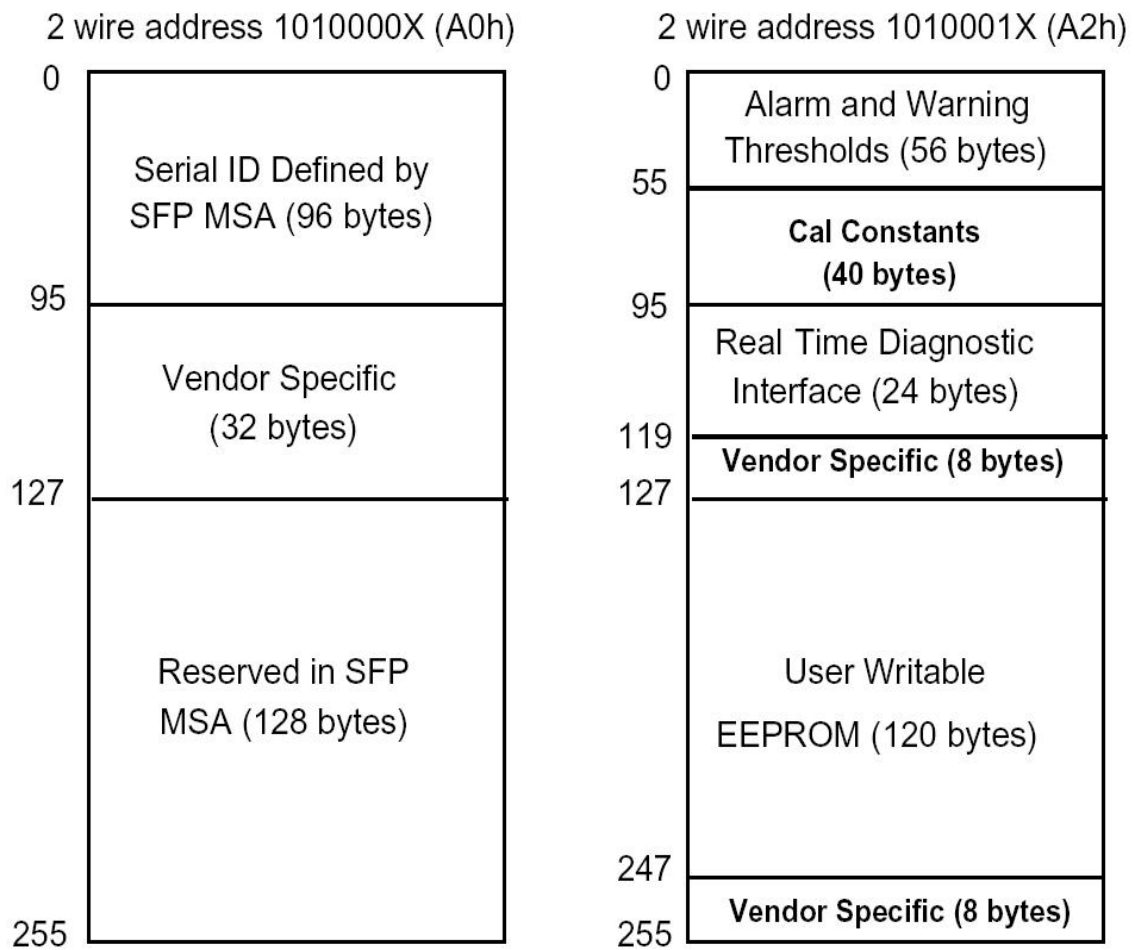 2 wire address 1010000X (A0h)
0
Serial ID Defined by
SFP MSA (96 bytes)
95
Vendor Specific
(32 bytes)
127
Reserved in SFP
MSA (128 bytes)
255
2 wire address 1010001X (A2h)
0
Alarm and Warning
Thresholds (56 bytes)
55
Cal Constants
(40 bytes)
95
Real Time Diagnostic
Interface (24 bytes)
119
Vendor Specific (8 bytes)
127
User Writable
EEPROM (120 bytes)
247
Vendor Specific (8 bytes)
255